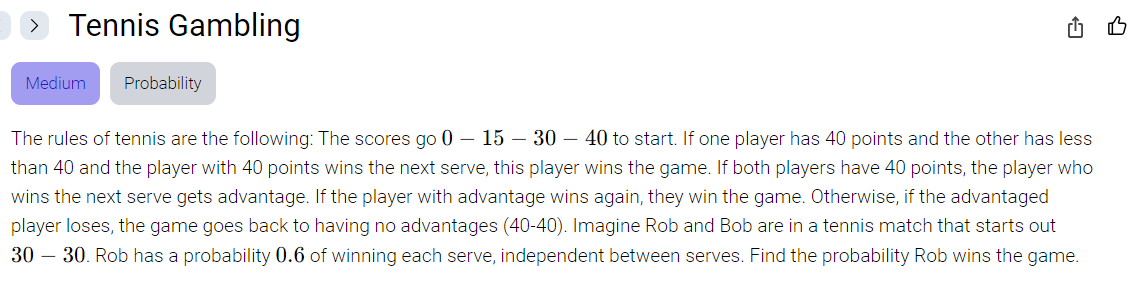 Tennis Gambling
Medium Probability
The rules of tennis are the following: The scores go 0 − 15 − 30 − 40 to start. If one player has 40 points and the other has less
than 40 and the player with 40 points wins the next serve, this player wins the game. If both players have 40 points, the player who
wins the next serve gets advantage. If the player with advantage wins again, they win the game. Otherwise, if the advantaged
player loses, the game goes back to having no advantages (40-40). Imagine Rob and Bob are in a tennis match that starts out
30 − 30. Rob has a probability 0.6 of winning each serve, independent between serves. Find the probability Rob wins the game.